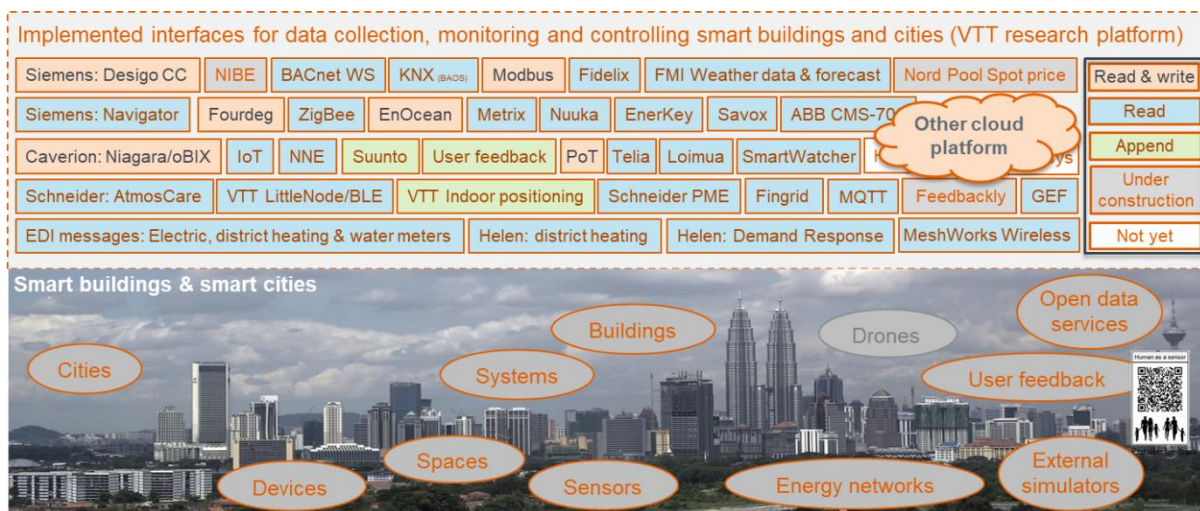 Implemented interfaces for data collection, monitoring and controlling smart buildings and cities (VTT research platform)
Siemens: Desigo CC NIBE BACnet WS KNX (BAOS) Modbus Fidelix FMI Weather data & forecast Nord Pool Spot price
Siemens: Navigator Fourdeg ZigBee EnOcean Metrix Nuuka EnerKey Savox ABB CMS-70
Caverion: Niagara/oBIX IoT NNE Suunto User feedback PoT Telia Loimua SmartWatcher
Other cloud
platform
Schneider: AtmosCare VTT LittleNode/BLE VTT Indoor positioning Schneider PME Fingrid MQTT Feedbackly GEF
EDI messages: Electric, district heating & water meters Helen: district heating Helen: Demand Response MeshWorks Wireless
Read & write
Read
Append
Under
construction
Not yet
Smart buildings & smart cities
Cities
Systems
Buildings
Drones
Open data
services
User feedback
Human as a sensor
Devices
Spaces
Sensors
Energy networks
External
simulators